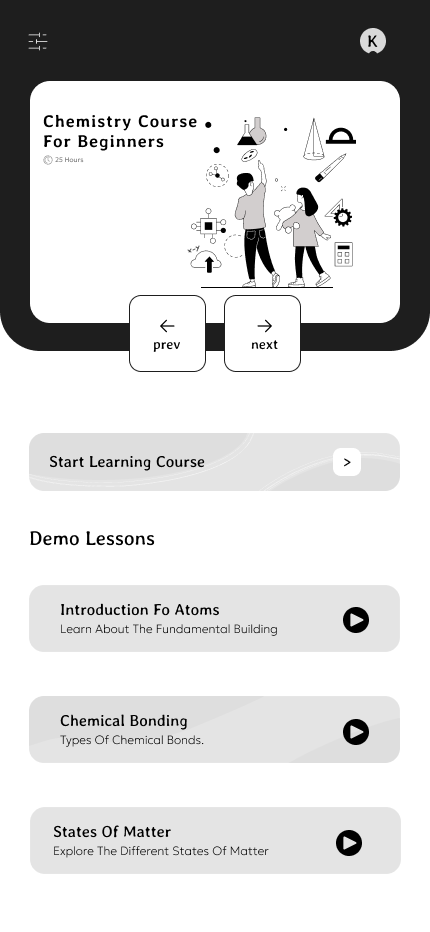 K
Chemistry Course
For Beginners
25 Hours
x-y
prev
next
Start Learning Course
>
Demo Lessons
Introduction Fo Atoms
Learn About The Fundamental Building
Chemical Bonding
Types Of Chemical Bonds.
States Of Matter
Explore The Different States Of Matter